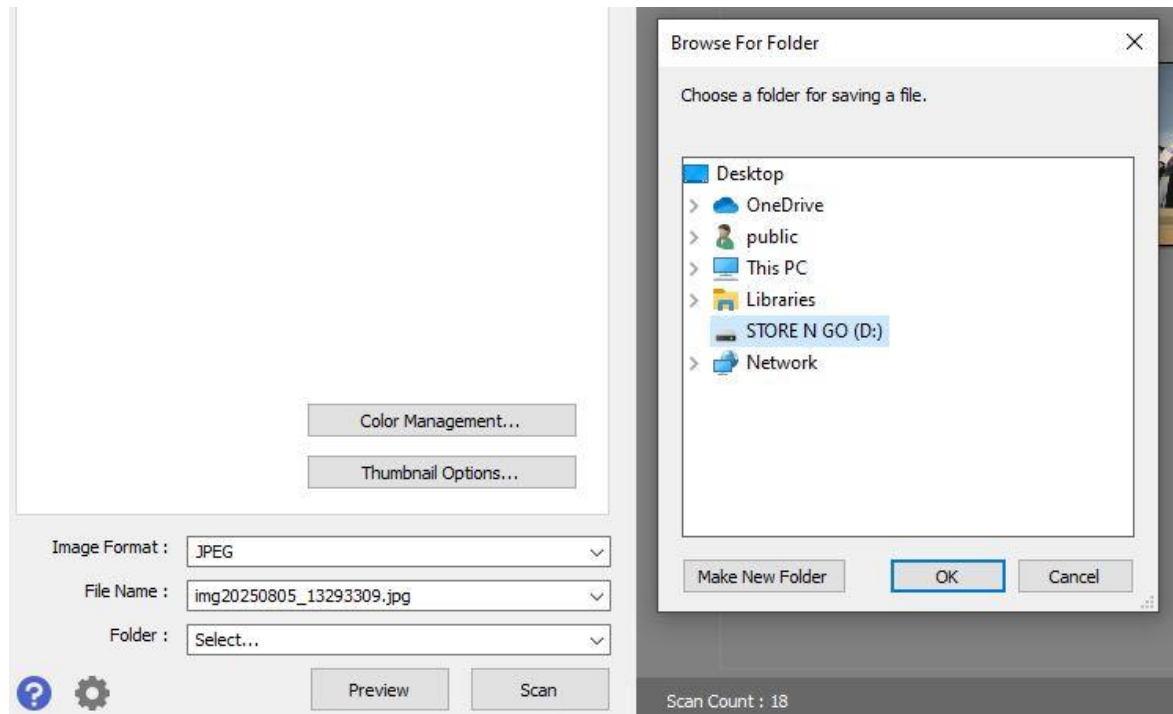 Color Management...
Thumbnail Options...
Image Format :
JPEG
File Name :
img20250805_13293309.jpg
Folder :
Select...
?
Preview
Scan
Browse For Folder
Choose a folder for saving a file.
Desktop
OneDrive
public
This PC
Libraries
STORE N GO (D:)
Network
Make New Folder
OK
Cancel
Scan Count : 18